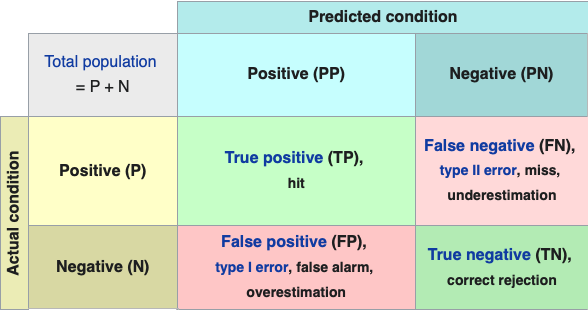 Predicted condition
Total population
= P + N
Positive (PP)
Negative (PN)
Actual condition
Positive (P)
True positive (TP),
hit
False negative (FN),
type II error, miss,
underestimation
Negative (N)
False positive (FP),
type I error, false alarm,
overestimation
True negative (TN),
correct rejection